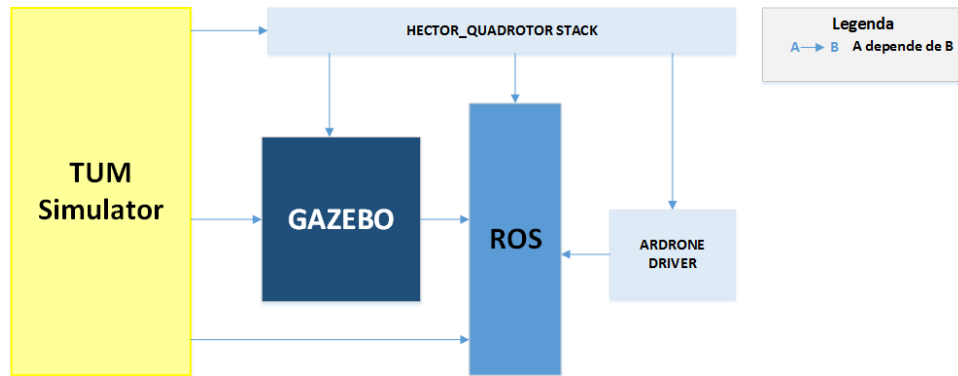 HECTOR_QUADROTOR STACK
Legenda
A B A depende de B
TUM
Simulator
GAZEBO
ROS
ARDRONE
DRIVER